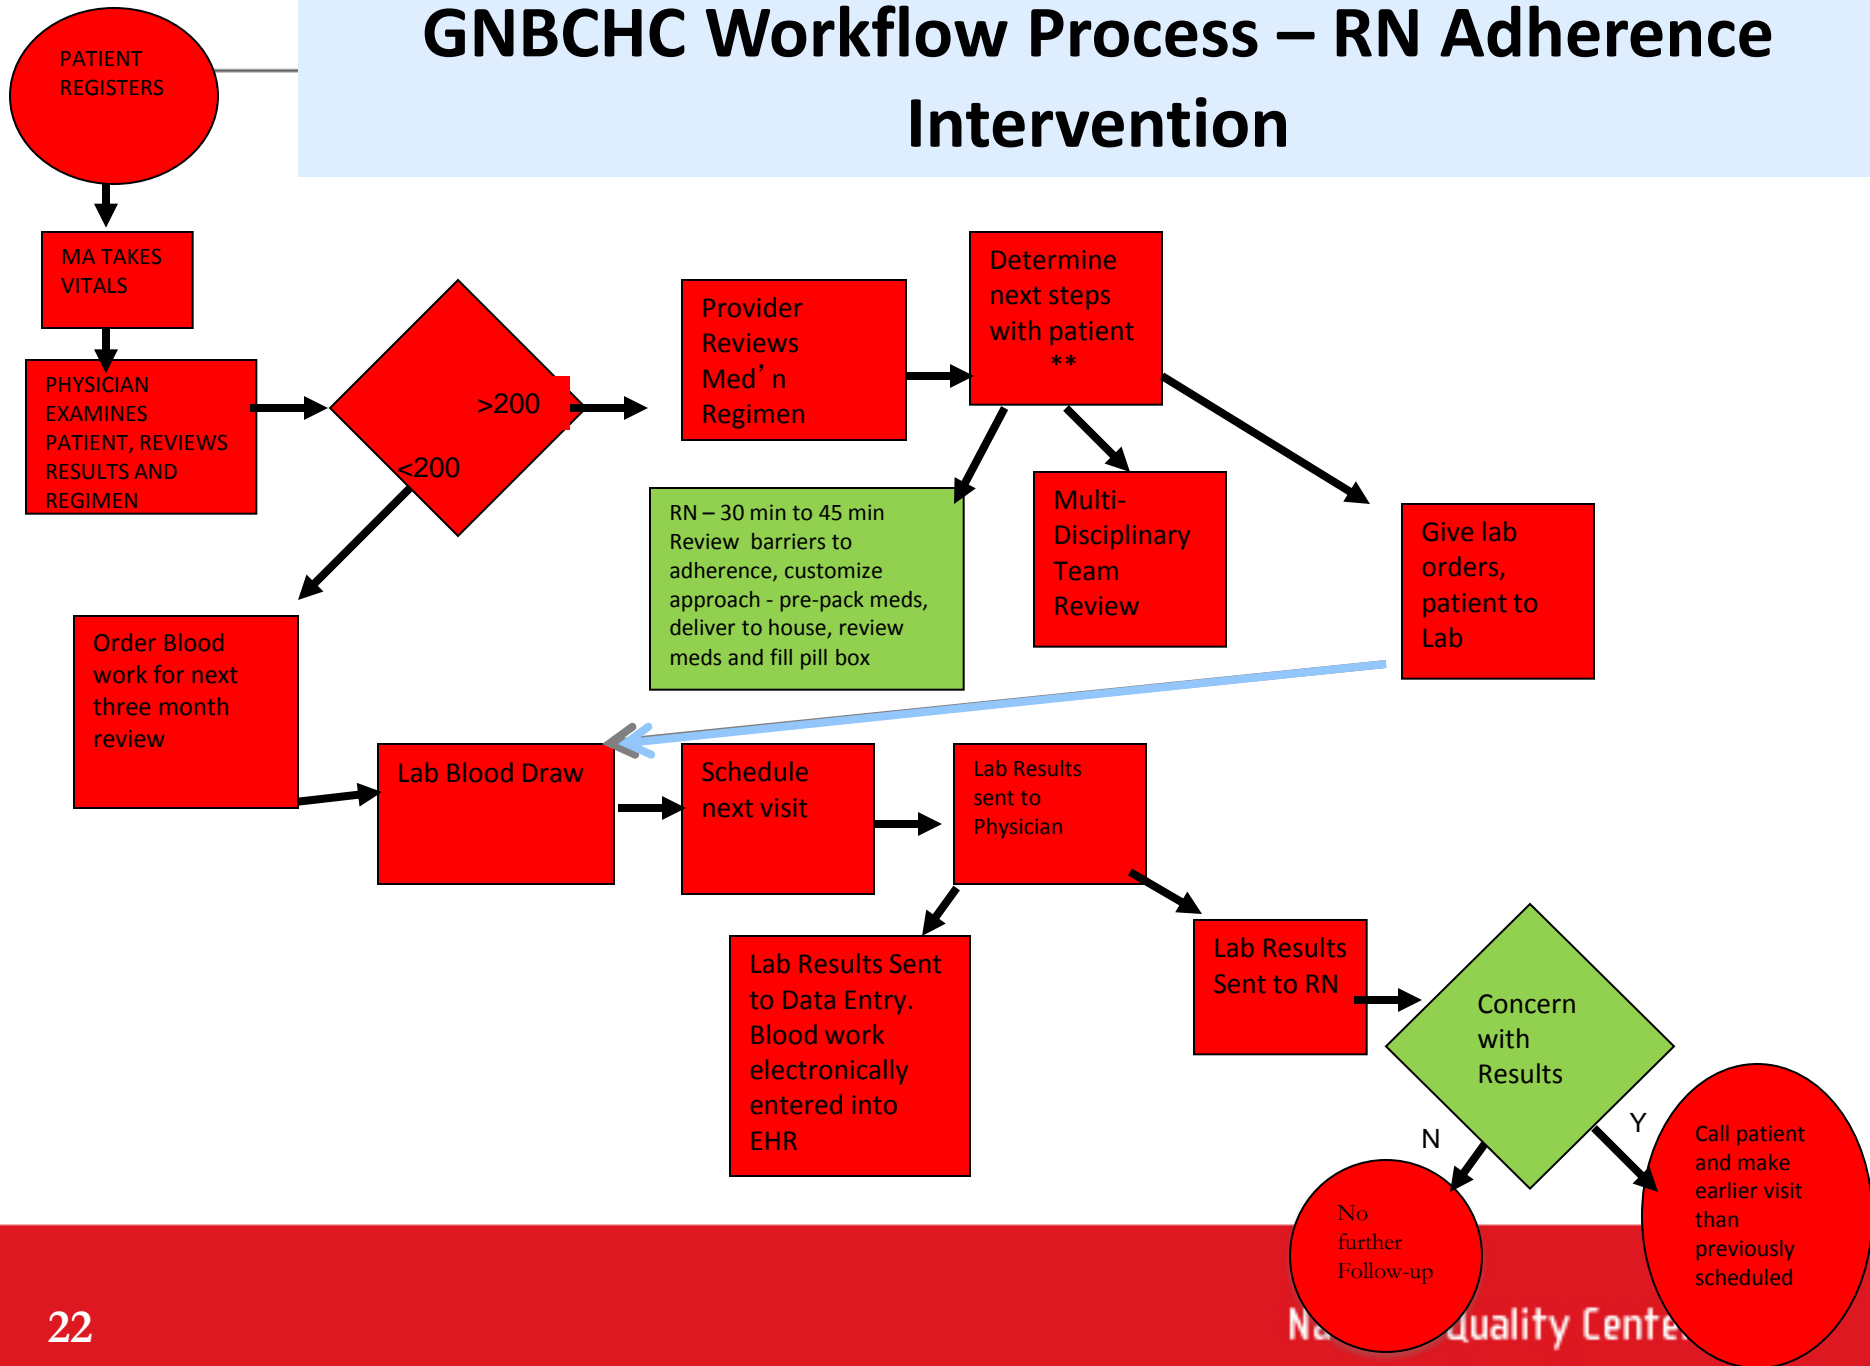 GNBCHC Workflow Process – RN Adherence
Intervention
PATIENT
REGISTERS
MA TAKES
VITALS
PHYSICIAN
EXAMINES
PATIENT, REVIEWS
RESULTS AND
REGIMEN
>200
<200
Provider
Reviews
Med’n
Regimen
Determine
next steps
with patient
**
RN – 30 min to 45 min
Review barriers to
adherence, customize
approach - pre-pack meds,
deliver to house, review
meds and fill pill box
Multi-
Disciplinary
Team
Review
Give lab
orders,
patient to
Lab
Order Blood
work for next
three month
review
Lab Blood Draw
Schedule
next visit
Lab Results
sent to
Physician
Lab Results Sent
to Data Entry.
Blood work
electronically
entered into
EHR
Lab Results
Sent to RN
Concern
with
Results
N
Y
No
further
Follow-up
Call patient
and make
earlier visit
than
previously
scheduled
22
Quality